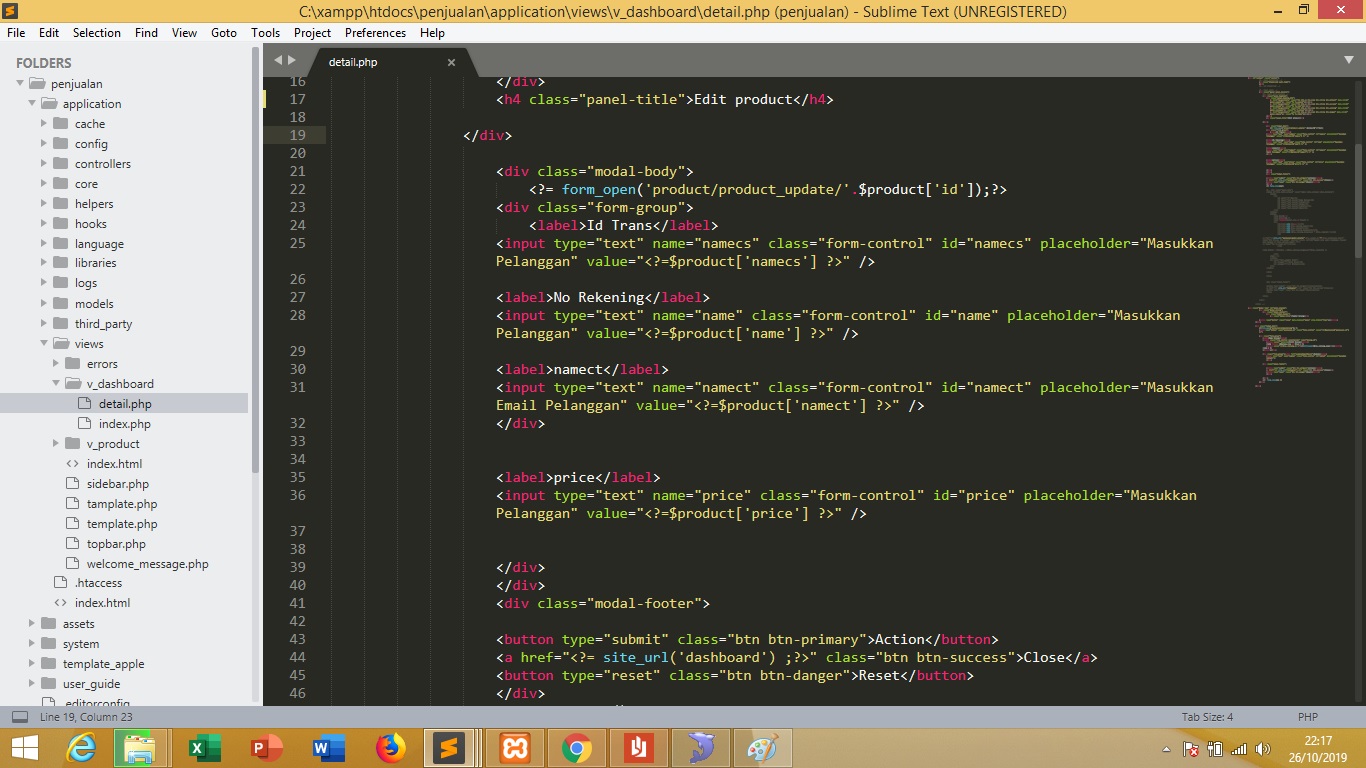 C:\xampp\htdocs\penjualan\application\views\v_dashboard\detail.php (penjualan) - Sublime Text (UNREGISTERED)
File Edit Selection Find View Goto Tools Project Preferences Help
FOLDERS
penjualan
application
cache
config
controllers
core
helpers
hooks
language
libraries
logs
models
third_party
views
errors
v_dashboard
detail.php
index.php
v_product
index.html
sidebar.php
tamplate.php
template.php
topbar.php
welcome_message.php
.htaccess
index.html
assets
system
template_apple
user_guide
.editorconfig
detail.php
16 </div>
17 <h4 class="panel-title">Edit product</h4>
18
19 </div>
20
21 <div class="modal-body">
22 <?= form_open('product/product_update/'.$product['id']);?>
23 <div class="form-group">
24 <label>Id Trans</label>
25 <input type="text" name="namecs" class="form-control" id="namecs" placeholder="Masukkan
Pelanggan" value="<?=$product['namecs'] ?>" />
26
27 <label>No Rekening</label>
28 <input type="text" name="name" class="form-control" id="name" placeholder="Masukkan
Pelanggan" value="<?=$product['name'] ?>" />
29
30 <label>namect</label>
31 <input type="text" name="namect" class="form-control" id="namect" placeholder="Masukkan
Email Pelanggan" value="<?=$product['namect'] ?>" />
32 </div>
33
34
35 <label>price</label>
36 <input type="text" name="price" class="form-control" id="price" placeholder="Masukkan
Pelanggan" value="<?=$product['price'] ?>" />
37
38
39 </div>
40 </div>
41 <div class="modal-footer">
42
43 <button type="submit" class="btn btn-primary">Action</button>
44 <a href="<?= site_url('dashboard') ;?>" class="btn btn-success">Close</a>
45 <button type="reset" class="btn btn-danger">Reset</button>
46 </div>
Line 19, Column 23
Tab Size: 4
PHP
22:17
26/10/2019